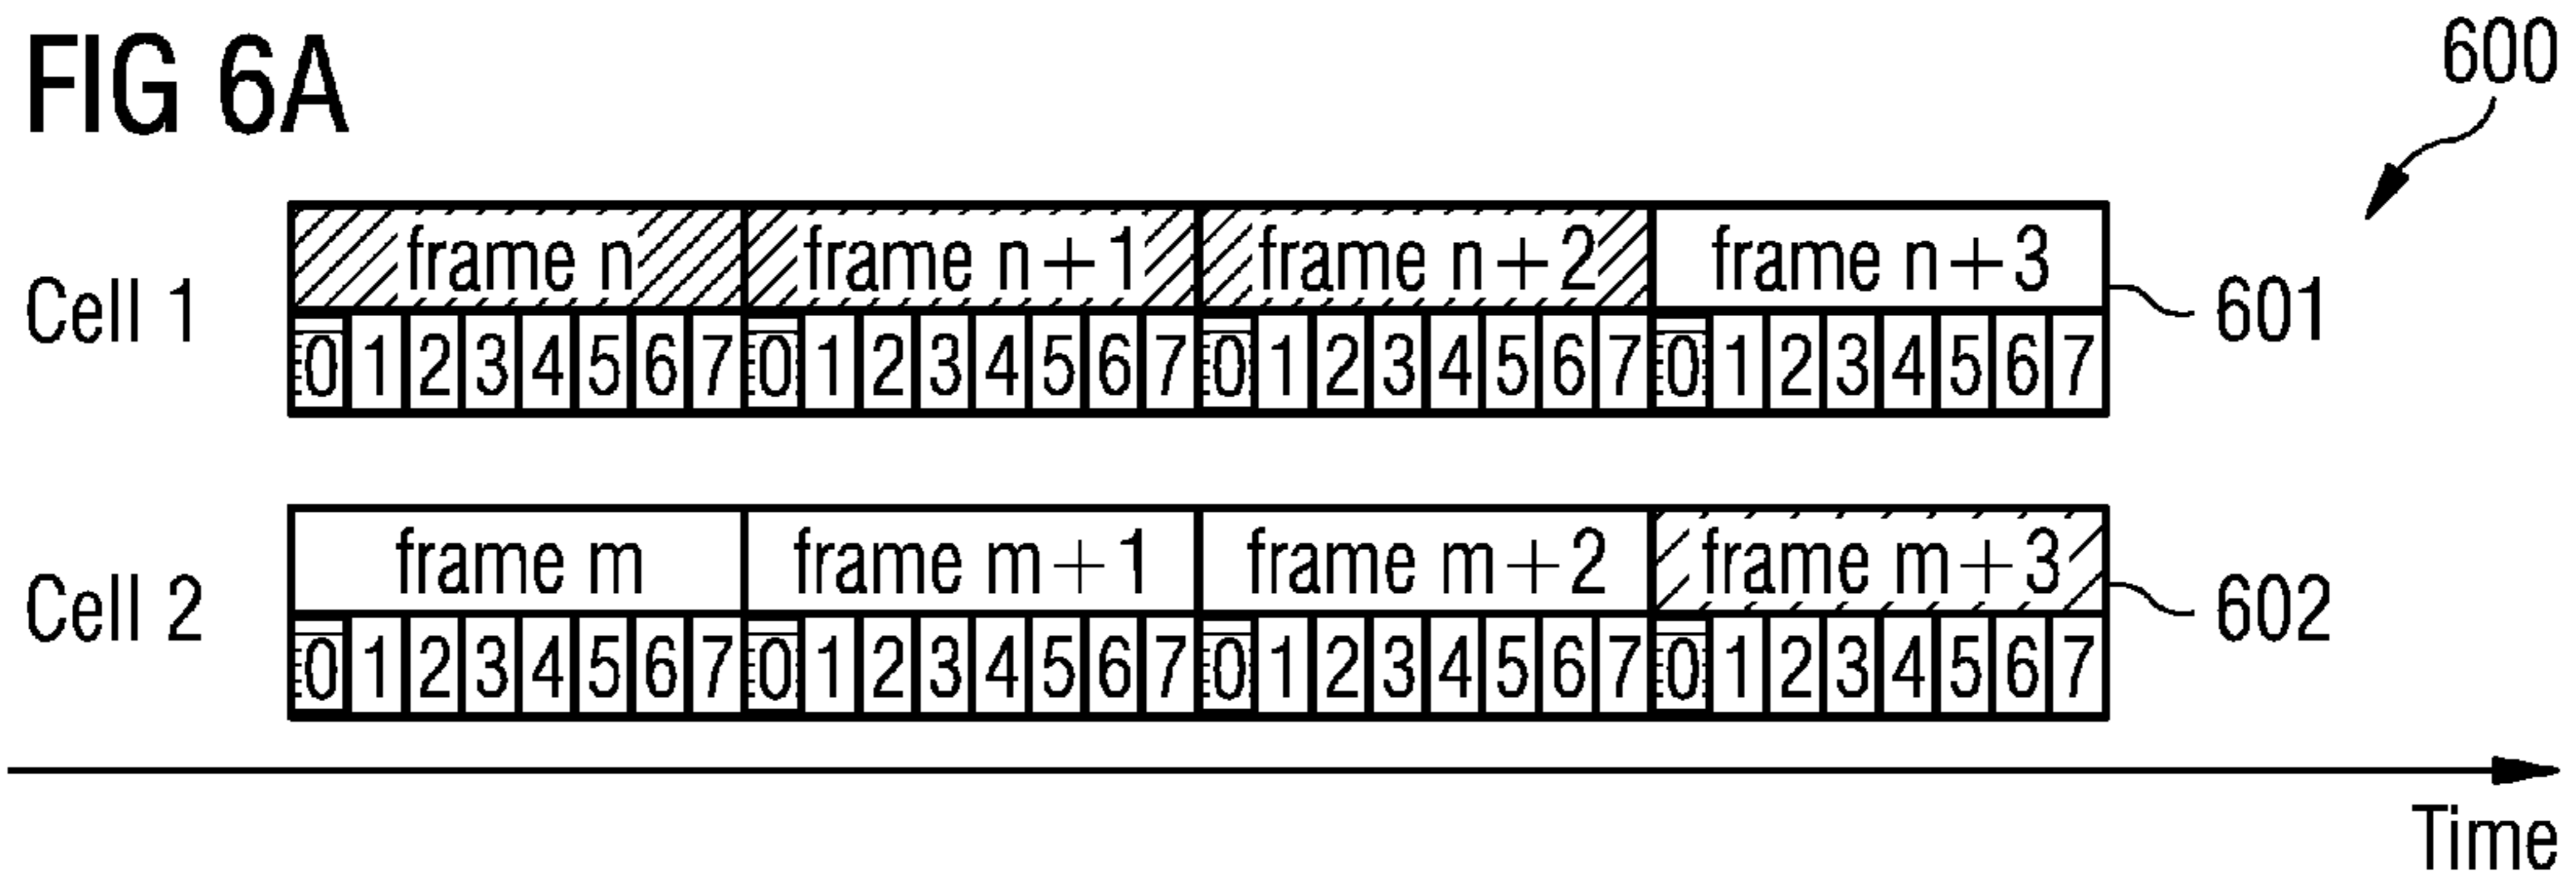 FIG 6A
600
frame n frame n+1 frame n+2 frame n+3
Cell 1
601
0 1 2 3 4 5 6 7 0 1 2 3 4 5 6 7 0 1 2 3 4 5 6 7 0 1 2 3 4 5 6 7
frame m frame m+1 frame m+2 frame m+3
Cell 2
602
0 1 2 3 4 5 6 7 0 1 2 3 4 5 6 7 0 1 2 3 4 5 6 7 0 1 2 3 4 5 6 7
Time